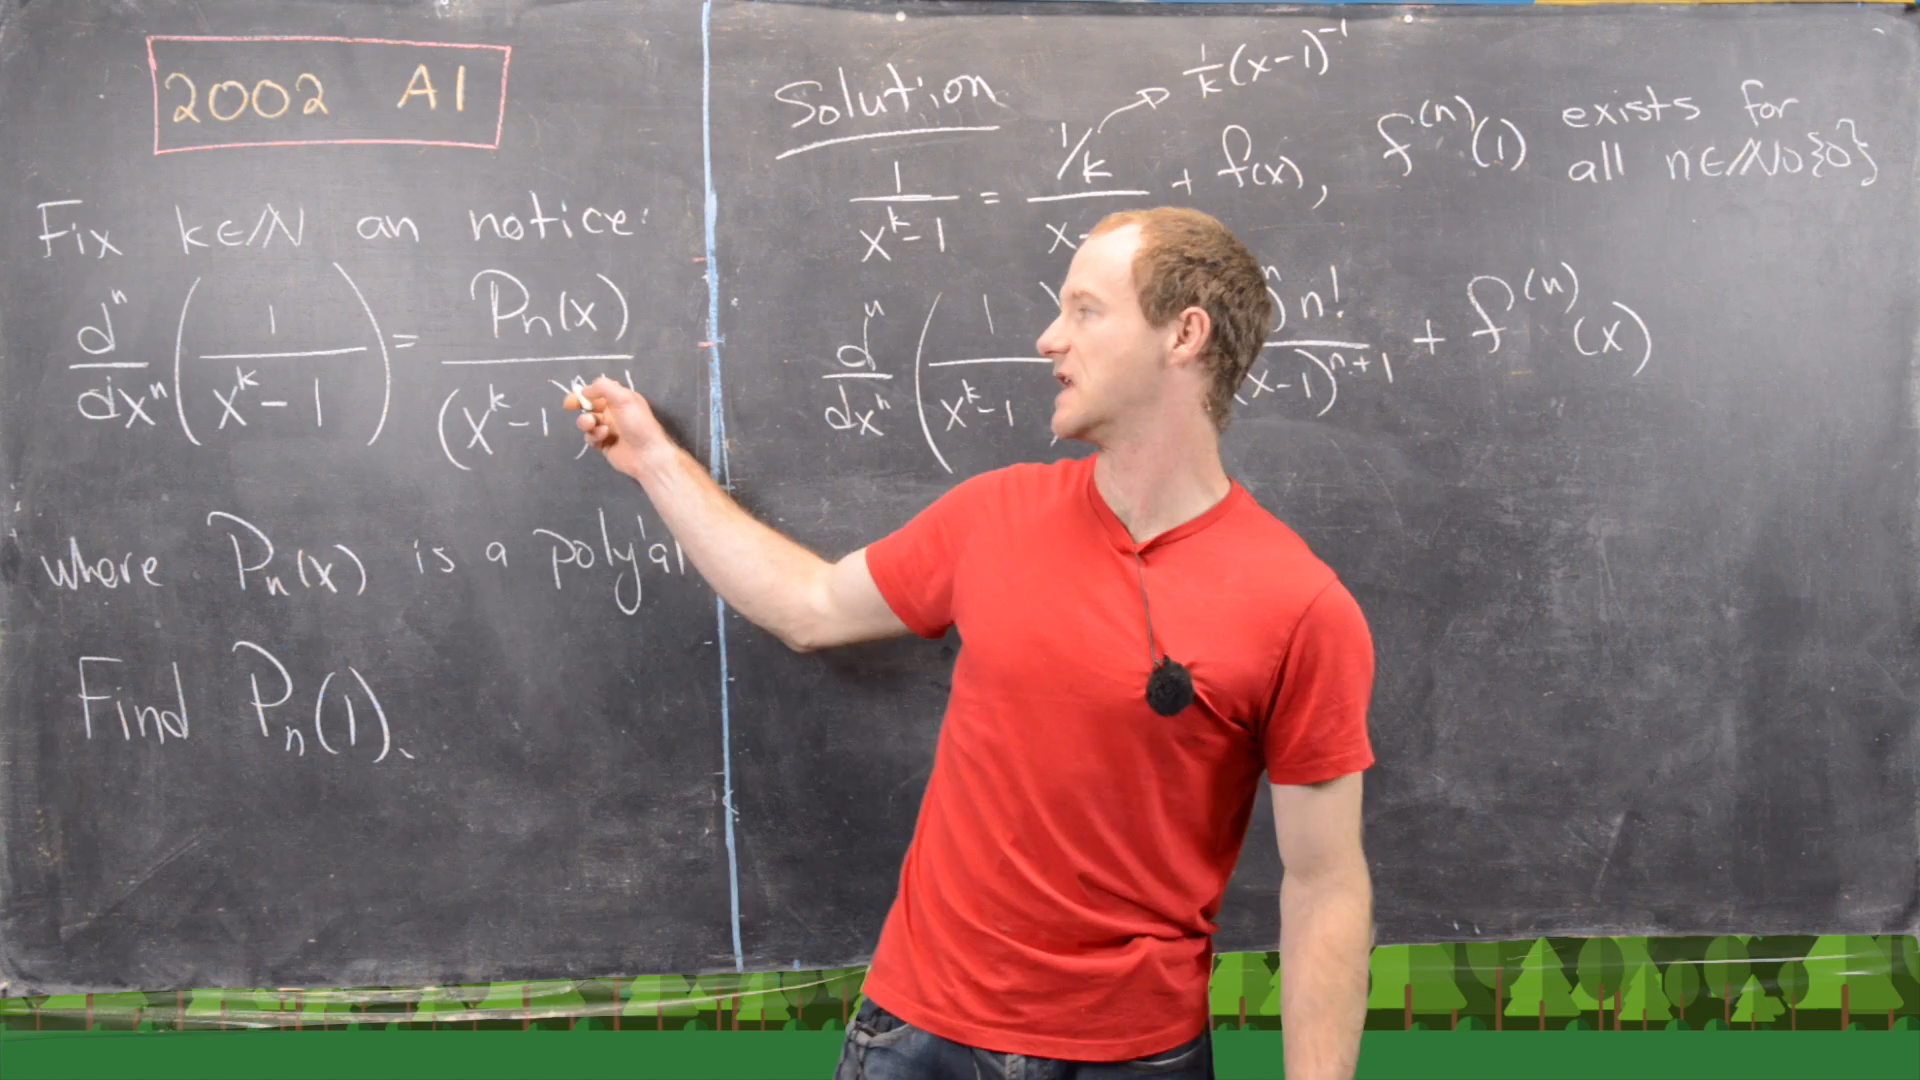 2002 A1
Fix k∈ℕ an notice:
dⁿ/dxⁿ (1/(xᵏ-1)) = Pₙ(x)/(xᵏ-1)ⁿ⁺¹
where Pₙ(x) is a poly'al
Find Pₙ(1).
Solution
1/k (x-1)⁻¹
1/(xᵏ-1) = (1/k)/(x- + f(x), f⁽ⁿ⁾(1) exists for
all n∈ℕ∪{0}
dⁿ/dxⁿ (1/(xᵏ-1) )ⁿ n!/(x-1)ⁿ⁺¹ + f⁽ⁿ⁾(x)